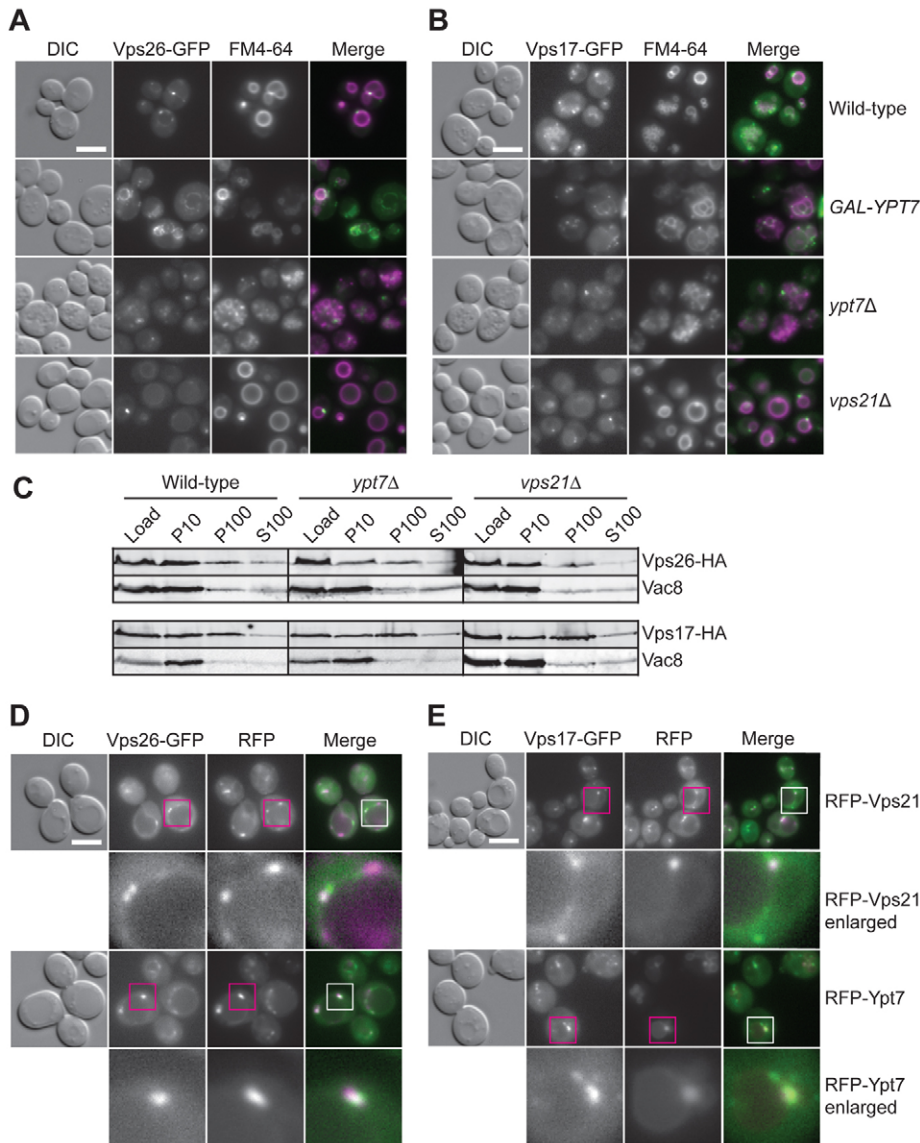 A
DIC Vps26-GFP FM4-64 Merge
B
DIC Vps17-GFP FM4-64 Merge
Wild-type
GAL-YPT7
ypt7Δ
vps21Δ
C
Wild-type ypt7Δ vps21Δ
Load P10 P100 S100 Load P10 P100 S100 Load P10 P100 S100
Vps26-HA
Vac8
Vps17-HA
Vac8
D
DIC Vps26-GFP RFP Merge
E
DIC Vps17-GFP RFP Merge
RFP-Vps21
RFP-Vps21
enlarged
RFP-Ypt7
RFP-Ypt7
enlarged